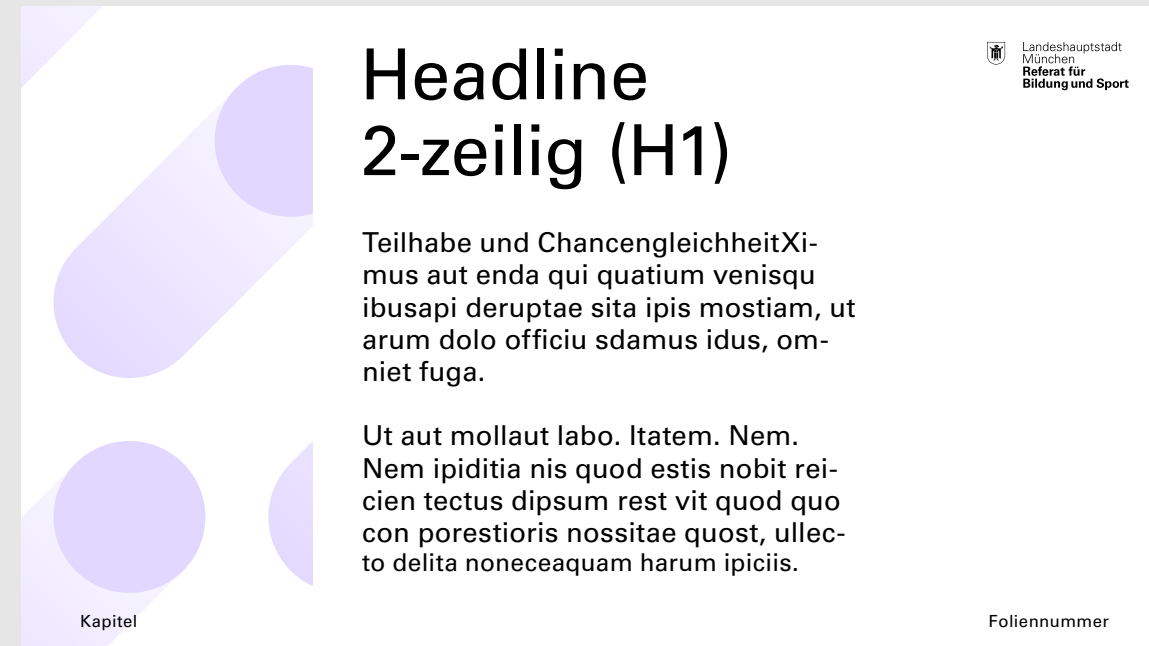 Headline
2-zeilig (H1)
Landeshauptstadt
München
Referat für
Bildung und Sport
Teilhabe und ChancengleichheitXi-
mus aut enda qui quatium venisqu
ibusapi deruptae sita ipis mostiam, ut
arum dolo officiu sdamus idus, om-
niet fuga.
Ut aut mollaut labo. Itatem. Nem.
Nem ipiditia nis quod estis nobit rei-
cien tectus dipsum rest vit quod quo
con porestioris nossitae quost, ullec-
to delita noneceaquam harum ipiciis.
Kapitel
Foliennummer